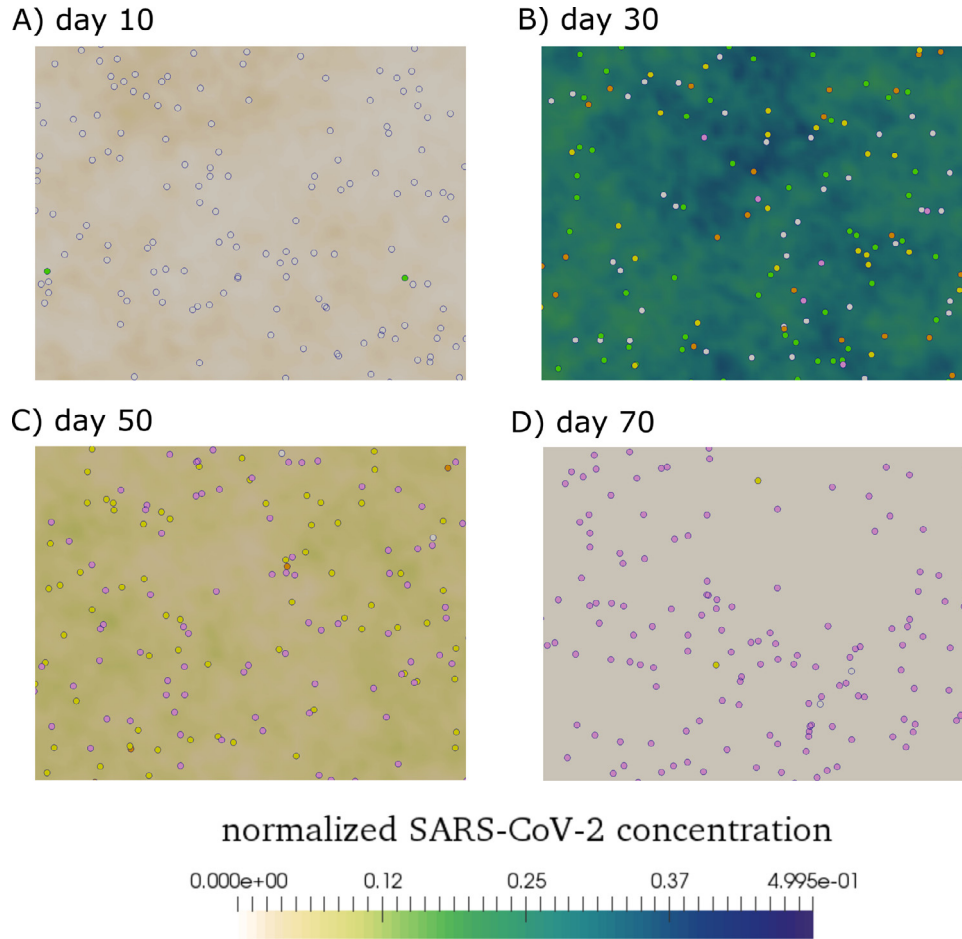 A) day 10
B) day 30
C) day 50
D) day 70
normalized SARS-CoV-2 concentration
0.000e+00 0.12 0.25 0.37 4.995e-01